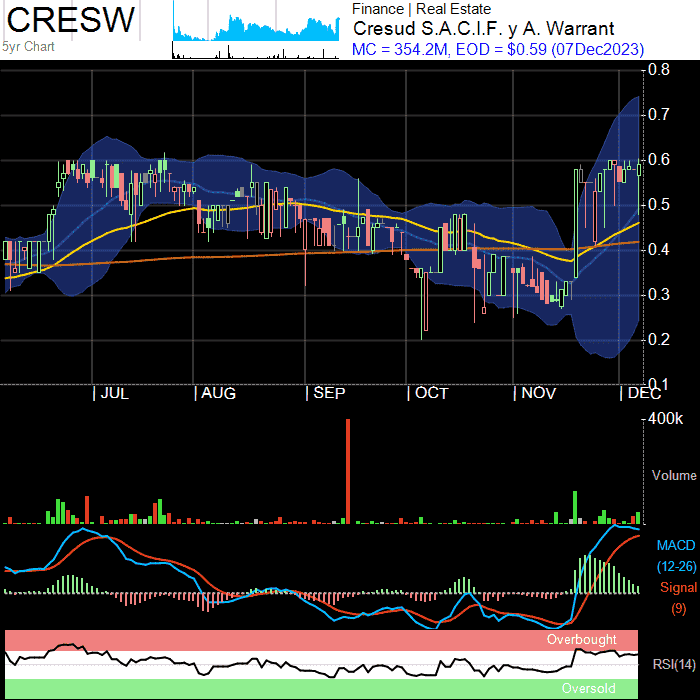 CRESW
5yr Chart
Finance | Real Estate
Cresud S.A.C.I.F. y A. Warrant
MC = 354.2M, EOD = $0.59 (07Dec2023)
0.8
0.7
0.6
0.5
0.4
0.3
0.2
0.1
JUL AUG SEP OCT NOV DEC
400k
Volume
MACD
(12-26)
Signal
(9)
Overbought
RSI(14)
Oversold